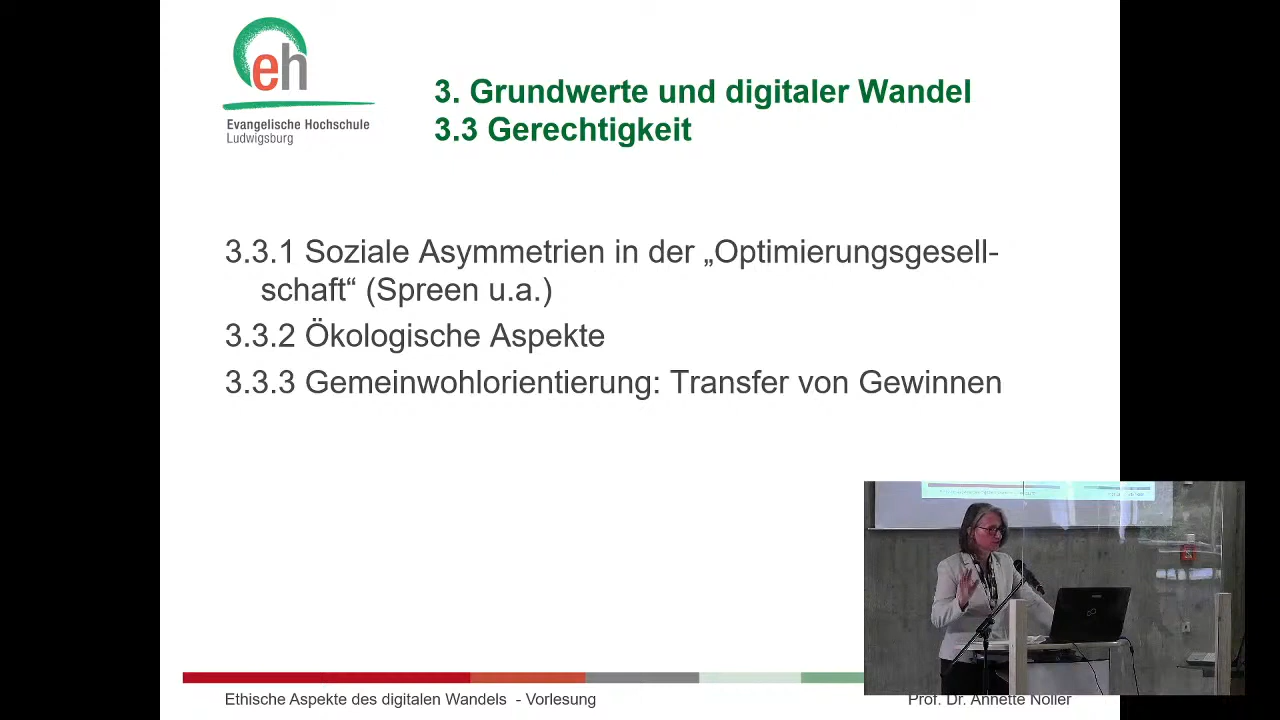 eh
Evangelische Hochschule
Ludwigsburg
3. Grundwerte und digitaler Wandel
3.3 Gerechtigkeit
3.3.1 Soziale Asymmetrien in der „Optimierungsgesell-
schaft“ (Spreen u.a.)
3.3.2 Ökologische Aspekte
3.3.3 Gemeinwohlorientierung: Transfer von Gewinnen
Ethische Aspekte des digitalen Wandels - Vorlesung
Prof. Dr. Annette Noller